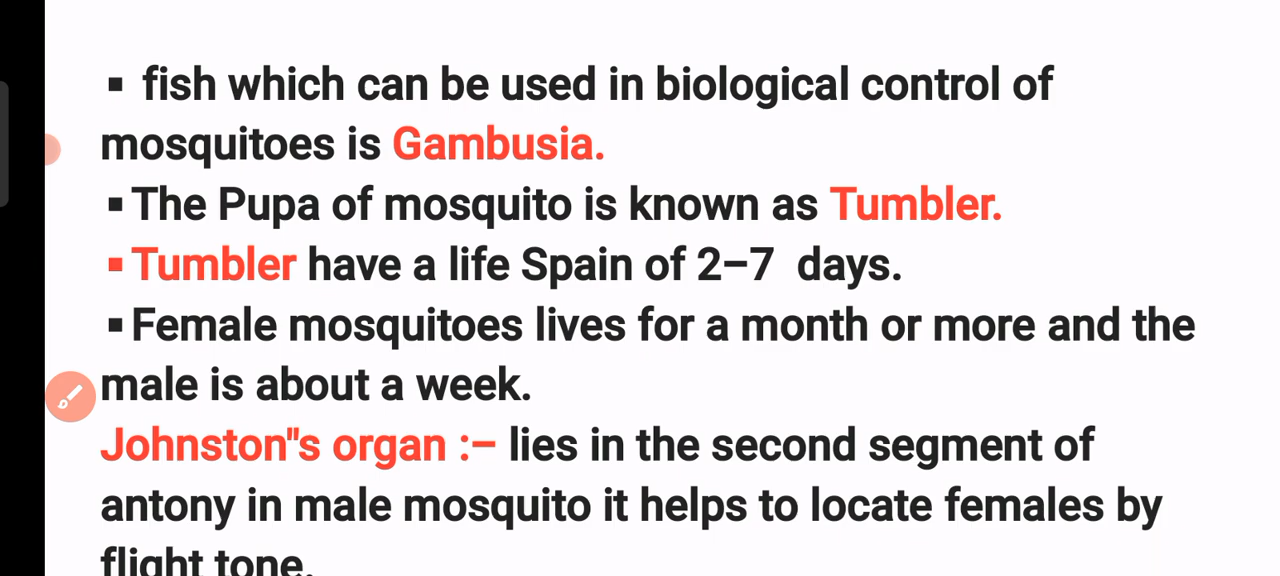 ▪ fish which can be used in biological control of
mosquitoes is Gambusia.
▪The Pupa of mosquito is known as Tumbler.
▪Tumbler have a life Spain of 2–7 days.
▪Female mosquitoes lives for a month or more and the
male is about a week.
Johnston"s organ :– lies in the second segment of
antony in male mosquito it helps to locate females by
flight tone.